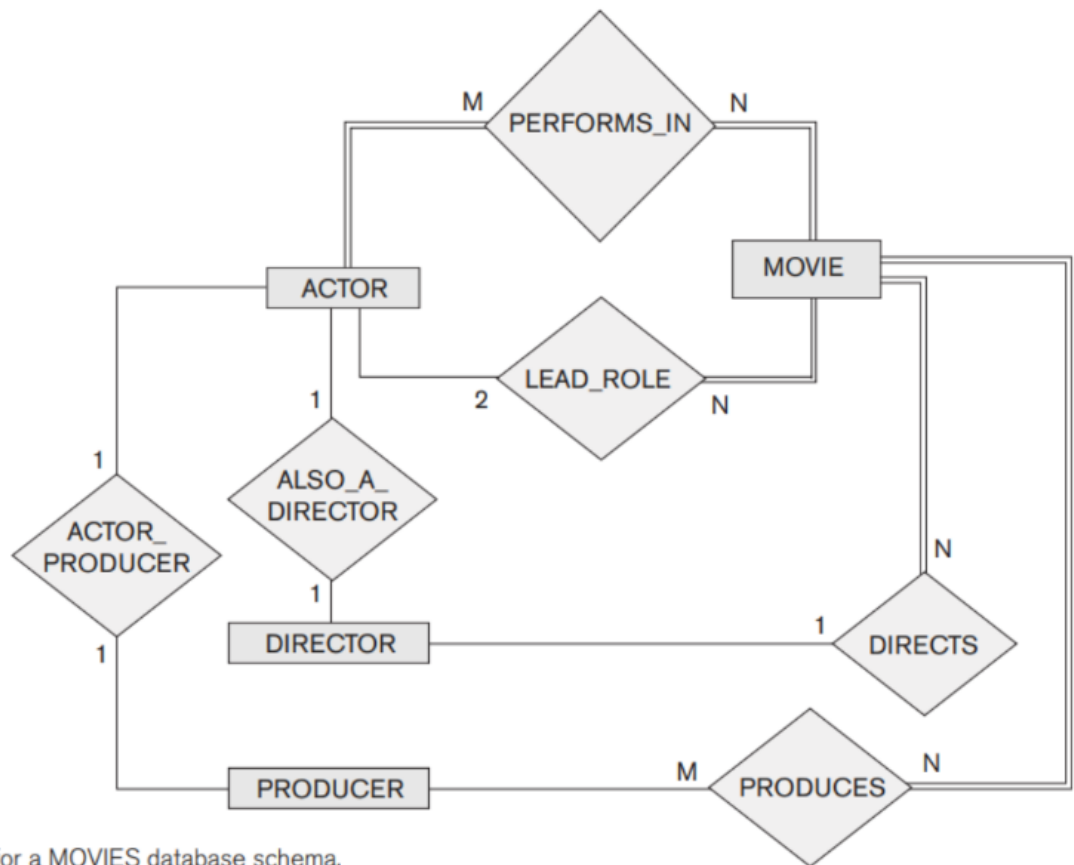 M
N
PERFORMS_IN
MOVIE
ACTOR
LEAD_ROLE
2
N
1
1
ALSO_A_
DIRECTOR
ACTOR_
PRODUCER
N
1
1
1
DIRECTOR
DIRECTS
M
N
PRODUCER
PRODUCES
for a MOVIES database schema.